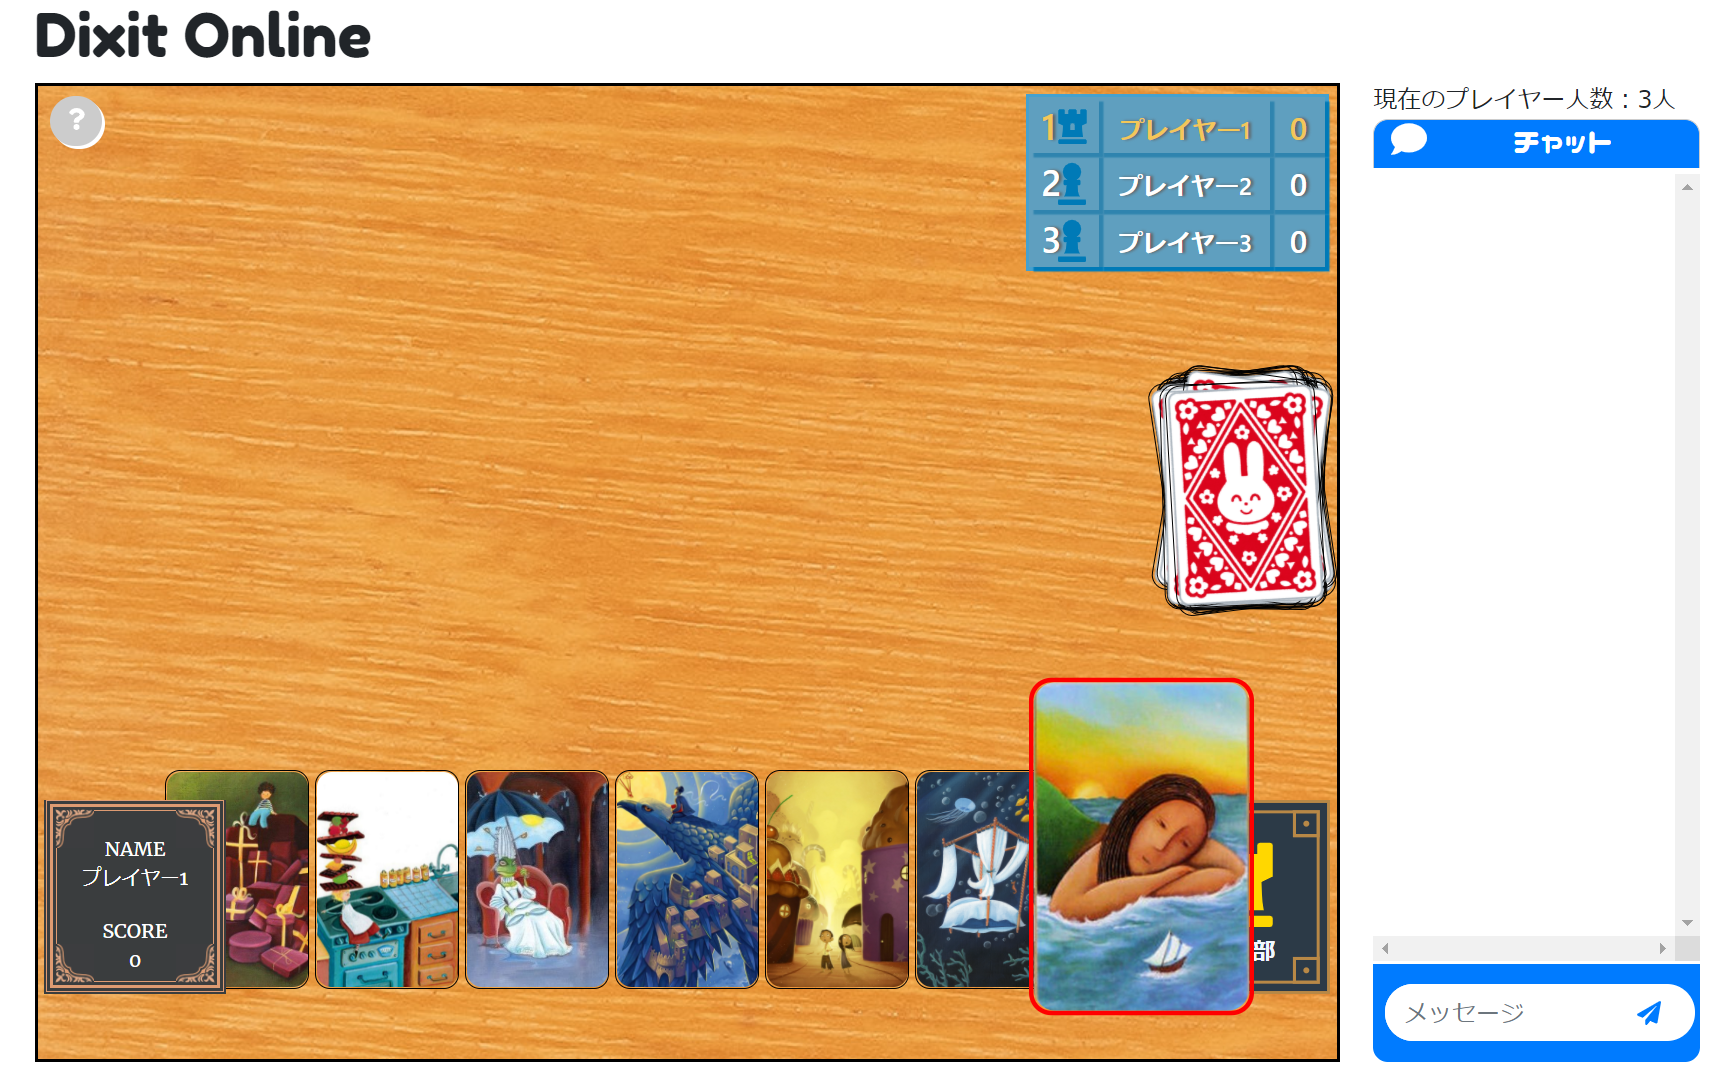 Dixit Online
?
1 プレイヤー1 0
2 プレイヤー2 0
3 プレイヤー3 0
現在のプレイヤー人数：3人
チャット
NAME
プレイヤー1
SCORE
0
部
メッセージ